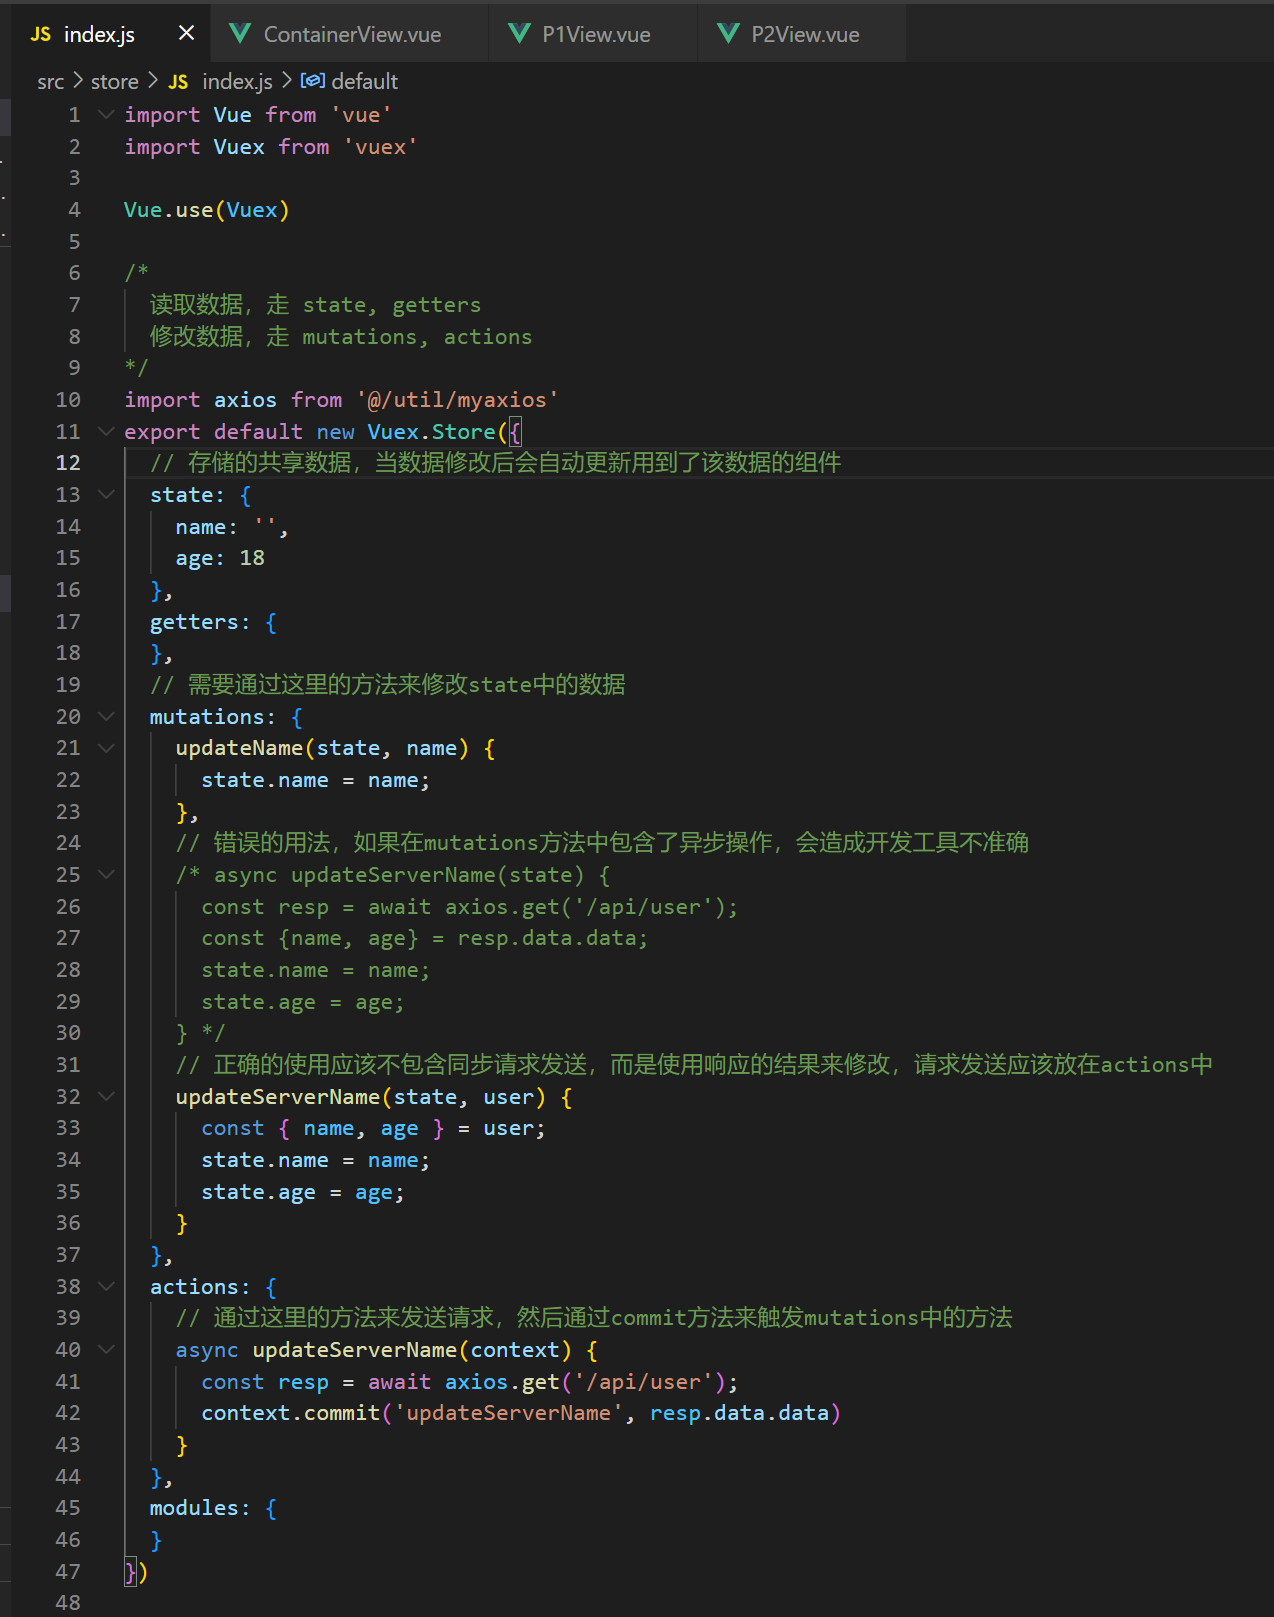 JS index.js × ContainerView.vue P1View.vue P2View.vue
src > store > JS index.js > default
1 import Vue from 'vue'
2 import Vuex from 'vuex'
3
4 Vue.use(Vuex)
5
6 /*
7 读取数据，走 state, getters
8 修改数据，走 mutations, actions
9 */
10 import axios from '@/util/myaxios'
11 export default new Vuex.Store({
12 // 存储的共享数据，当数据修改后会自动更新用到了该数据的组件
13 state: {
14 name: '',
15 age: 18
16 },
17 getters: {
18 },
19 // 需要通过这里的方法来修改state中的数据
20 mutations: {
21 updateName(state, name) {
22 state.name = name;
23 },
24 // 错误的用法，如果在mutations方法中包含了异步操作，会造成开发工具不准确
25 /* async updateServerName(state) {
26 const resp = await axios.get('/api/user');
27 const {name, age} = resp.data.data;
28 state.name = name;
29 state.age = age;
30 } */
31 // 正确的使用应该不包含同步请求发送，而是使用响应的结果来修改，请求发送应该放在actions中
32 updateServerName(state, user) {
33 const { name, age } = user;
34 state.name = name;
35 state.age = age;
36 }
37 },
38 actions: {
39 // 通过这里的方法来发送请求，然后通过commit方法来触发mutations中的方法
40 async updateServerName(context) {
41 const resp = await axios.get('/api/user');
42 context.commit('updateServerName', resp.data.data)
43 }
44 },
45 modules: {
46 }
47 })
48